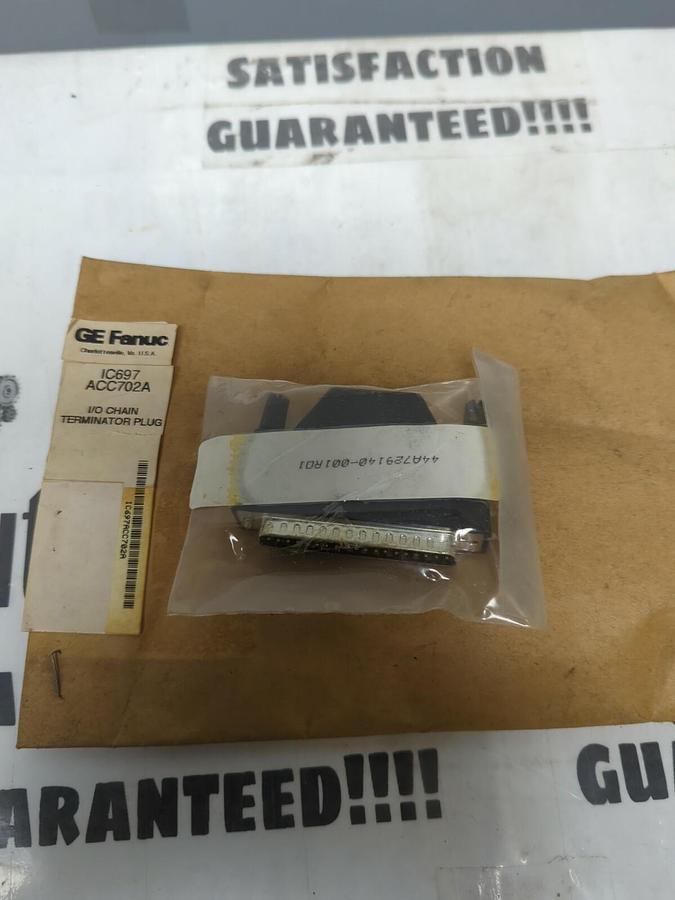 SATISFACTION
GUARANTEED!!!!
GE Fanuc
Charlottesville, Va. U.S.A.
IC697
ACC702A
I/O CHAIN
TERMINATOR PLUG
IC697ACC702A
44A729140-001R01
ARANTEED!!!!
GU